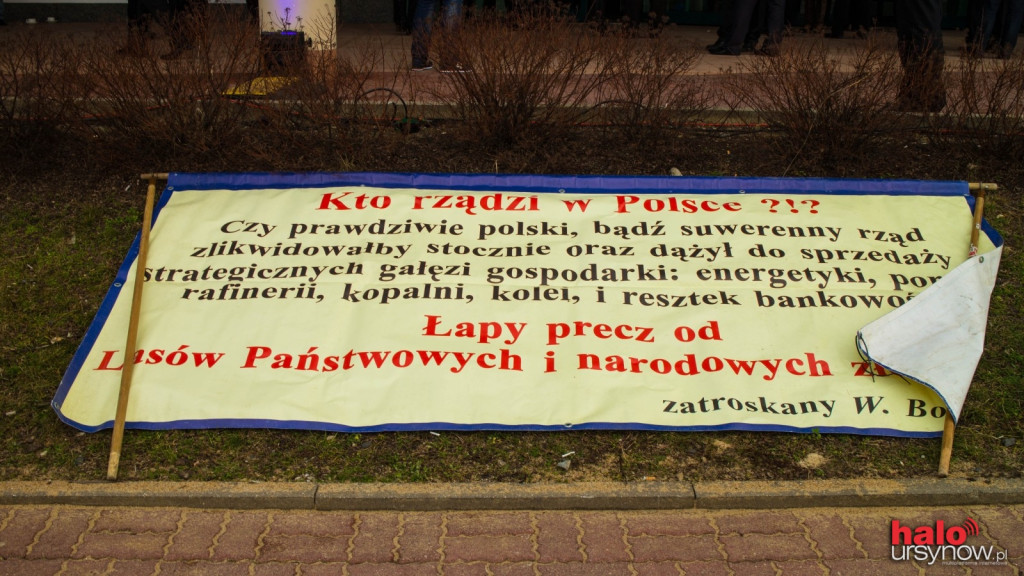 Kto rządzi w Polsce ?!?
Czy prawdziwie polski, bądź suwerenny rząd
zlikwidowałby stocznie oraz dążył do sprzedaży
strategicznych gałęzi gospodarki: energetyki,
rafinerii, kopalni, kolei, i resztek
Łapy precz od
Lasów Państwowych i narodowych
zatroskany W.
halo
ursynow.pl